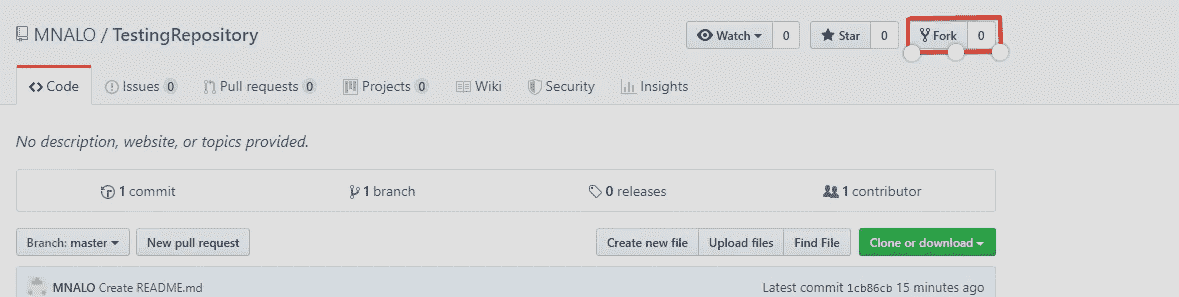 MNALO / TestingRepository
Watch 0 Star 0 Fork 0
Code Issues 0 Pull requests 0 Projects 0 Wiki Security Insights
No description, website, or topics provided.
1 commit 1 branch 0 releases 1 contributor
Branch: master New pull request Create new file Upload files Find File Clone or download
MNALO Create README.md Latest commit 1cb86cb 15 minutes ago